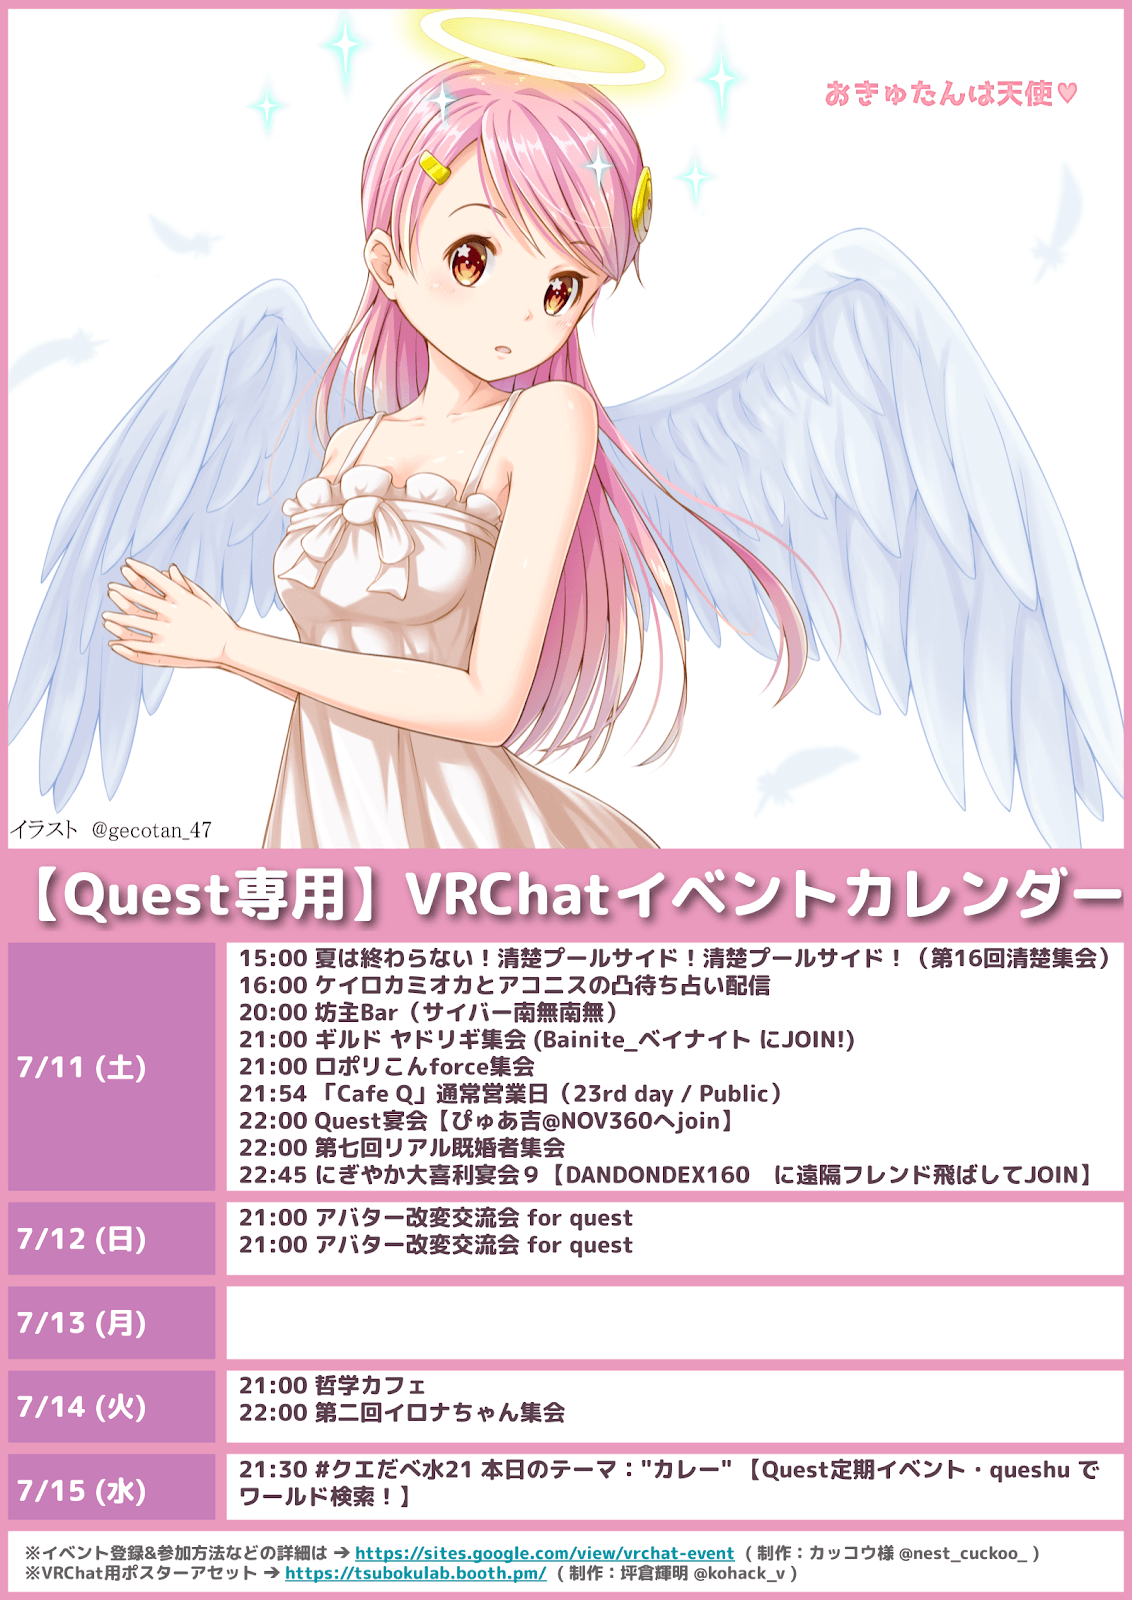 おきゅたんは天使♡
イラスト @gecotan_47
【Quest専用】VRChatイベントカレンダー
7/11 (土)
15:00 夏は終わらない！清楚プールサイド！清楚プールサイド！（第16回清楚集会）
16:00 ケイロカミオカとアコニスの凸待ち占い配信
20:00 坊主Bar（サイバー南無南無）
21:00 ギルド ヤドリギ集会 (Bainite_ベイナイト にJOIN!)
21:00 ロポリこんforce集会
21:54 「Cafe Q」通常営業日（23rd day / Public）
22:00 Quest宴会【ぴゅあ吉@NOV360へjoin】
22:00 第七回リアル既婚者集会
22:45 にぎやか大喜利宴会９【DANDONDEX160　に遠隔フレンド飛ばしてJOIN】
7/12 (日)
21:00 アバター改変交流会 for quest
21:00 アバター改変交流会 for quest
7/13 (月)
7/14 (火)
21:00 哲学カフェ
22:00 第二回イロナちゃん集会
7/15 (水)
21:30 #クエだべ水21 本日のテーマ："カレー" 【Quest定期イベント・queshu で
ワールド検索！】
※イベント登録&参加方法などの詳細は → https://sites.google.com/view/vrchat-event ( 制作：カッコウ様 @nest_cuckoo_ )
※VRChat用ポスターアセット → https://tsubokulab.booth.pm/ ( 制作：坪倉輝明 @kohack_v )